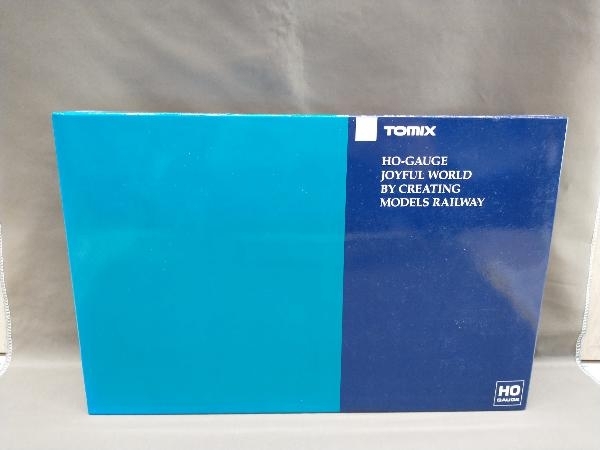 TOMIX
HO-GAUGE
JOYFUL WORLD
BY CREATING
MODELS RAILWAY
HO
GAUGE